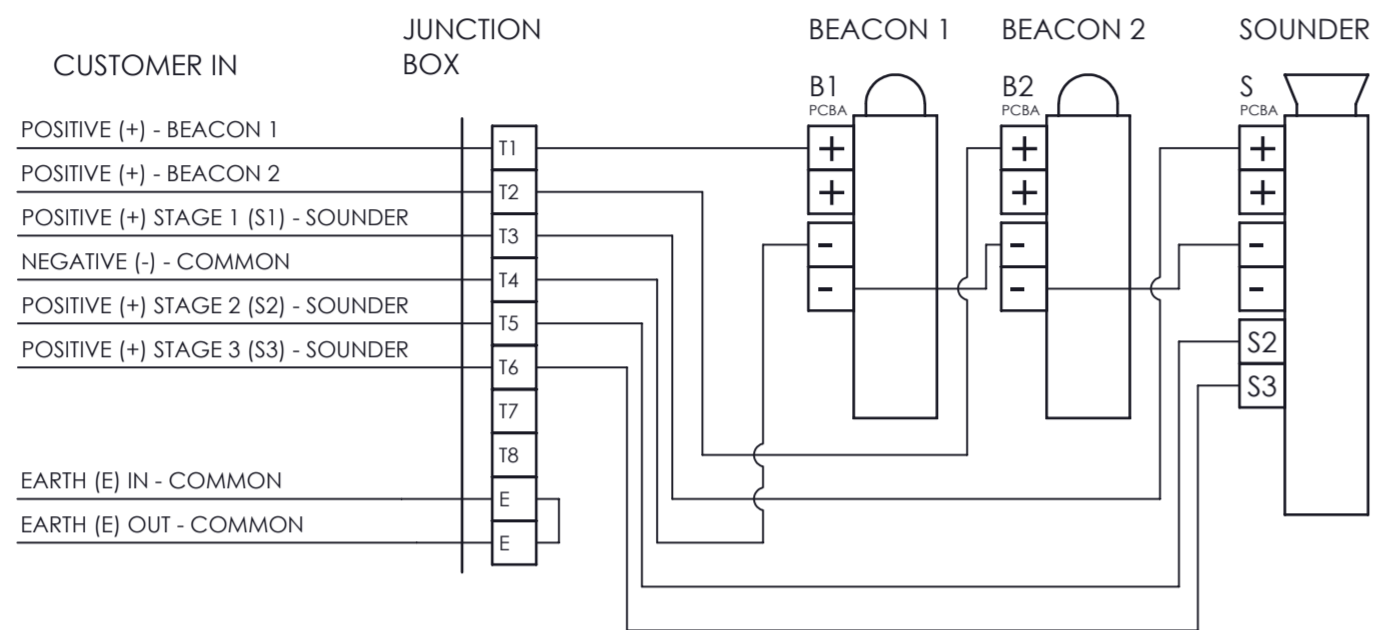 JUNCTION
BOX
BEACON 1
BEACON 2
SOUNDER
CUSTOMER IN
B1
PCBA
B2
PCBA
S
PCBA
POSITIVE (+) - BEACON 1
POSITIVE (+) - BEACON 2
POSITIVE (+) STAGE 1 (S1) - SOUNDER
NEGATIVE (-) - COMMON
POSITIVE (+) STAGE 2 (S2) - SOUNDER
POSITIVE (+) STAGE 3 (S3) - SOUNDER
EARTH (E) IN - COMMON
EARTH (E) OUT - COMMON
T1
T2
T3
T4
T5
T6
T7
T8
E
E
+
+
-
-
+
+
-
-
+
+
-
-
S2
S3